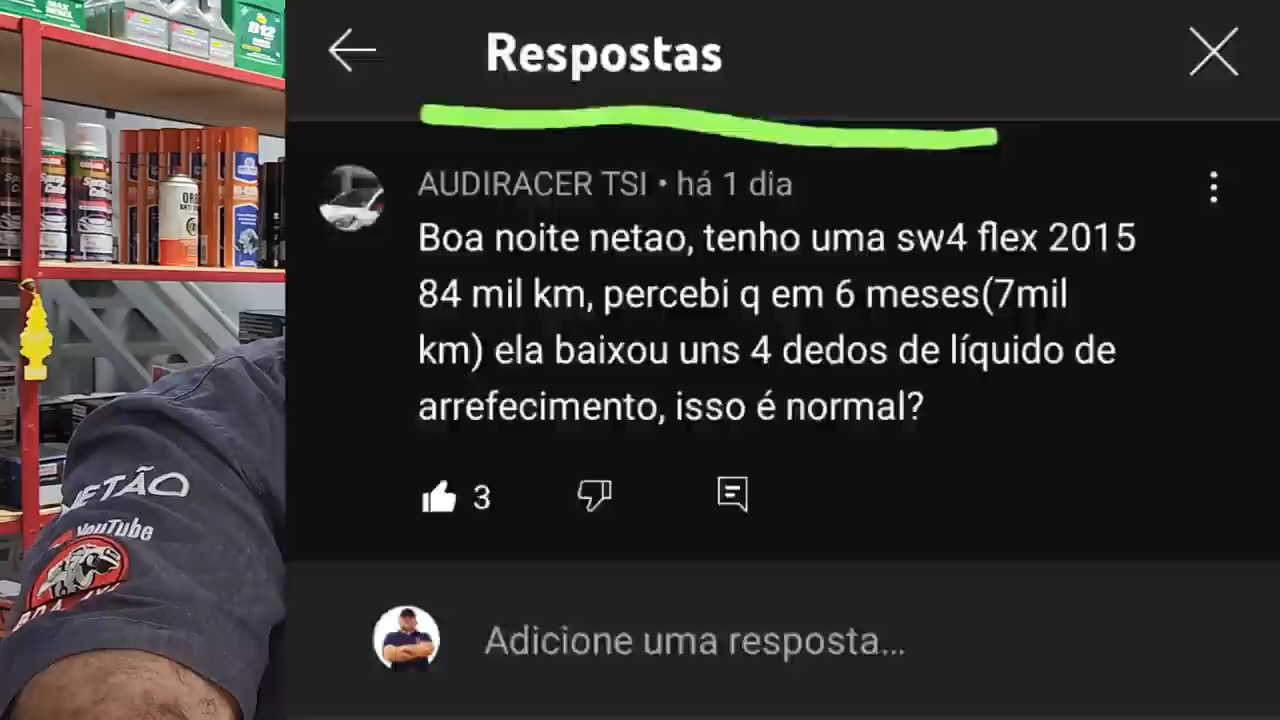 B12
Respostas
AUDIRACER TSI • há 1 dia
Boa noite netao, tenho uma sw4 flex 2015
84 mil km, percebi q em 6 meses(7mil
km) ela baixou uns 4 dedos de líquido de
arrefecimento, isso é normal?
3
ETÃO
YouTube
Adicione uma resposta...